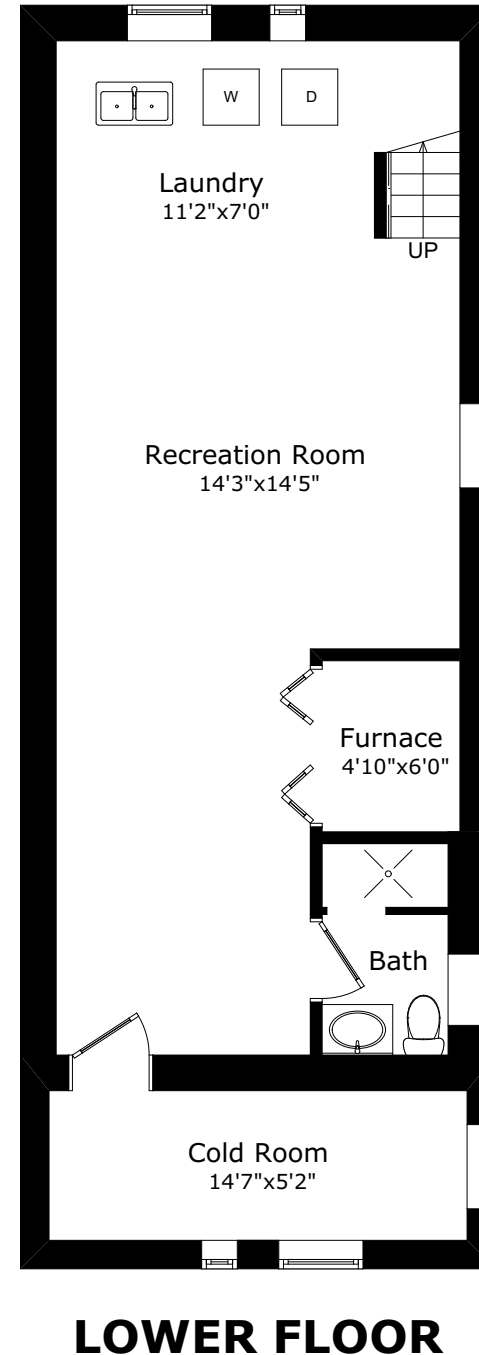 W
D
Laundry
11'2"x7'0"
UP
Recreation Room
14'3"x14'5"
Furnace
4'10"x6'0"
Bath
Cold Room
14'7"x5'2"
LOWER FLOOR